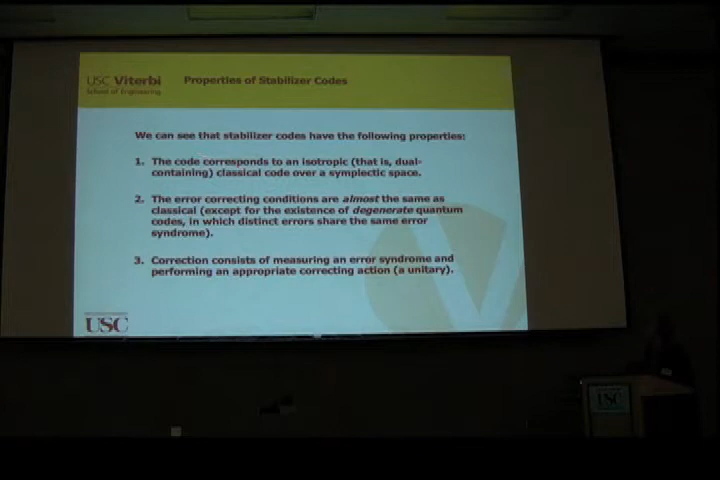 USC Viterbi
School of Engineering
Properties of Stabilizer Codes
We can see that stabilizer codes have the following properties:
1. The code corresponds to an isotropic (that is, dual-
containing) classical code over a symplectic space.
2. The error correcting conditions are almost the same as
classical (except for the existence of degenerate quantum
codes, in which distinct errors share the same error
syndrome).
3. Correction consists of measuring an error syndrome and
performing an appropriate correcting action (a unitary).
USC
USC